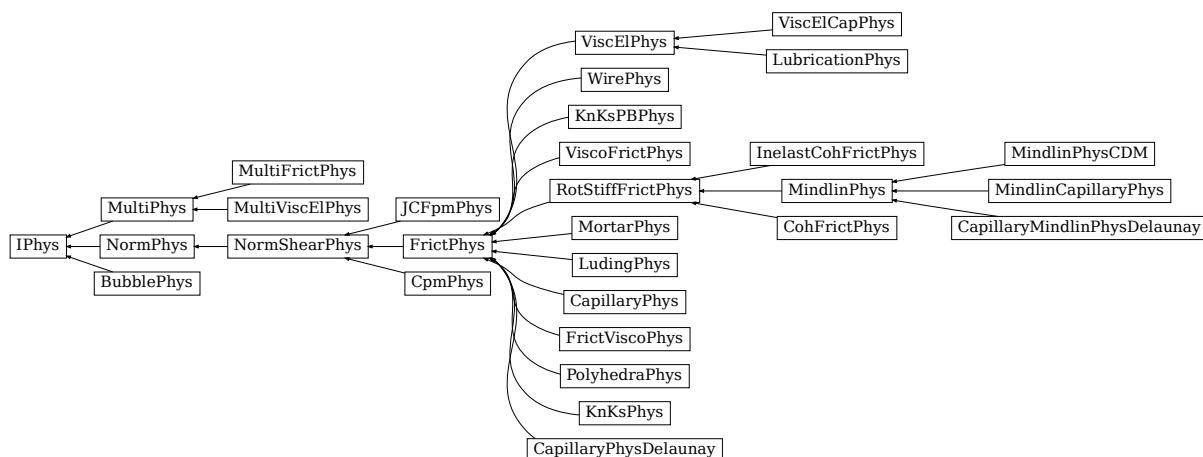 ViscElCapPhys
ViscElPhys
LubricationPhys
WirePhys
KnKsPBPhys
ViscoFrictPhys
InelastCohFrictPhys
MindlinPhysCDM
MultiFrictPhys
RotStiffFrictPhys
MindlinPhys
MindlinCapillaryPhys
MultiPhys
MultiViscElPhys
JCFpmPhys
MortarPhys
CohFrictPhys
CapillaryMindlinPhysDelaunay
IPhys
NormPhys
NormShearPhys
FrictPhys
LudingPhys
BubblePhys
CpmPhys
CapillaryPhys
FrictViscoPhys
PolyhedraPhys
KnKsPhys
CapillaryPhysDelaunay